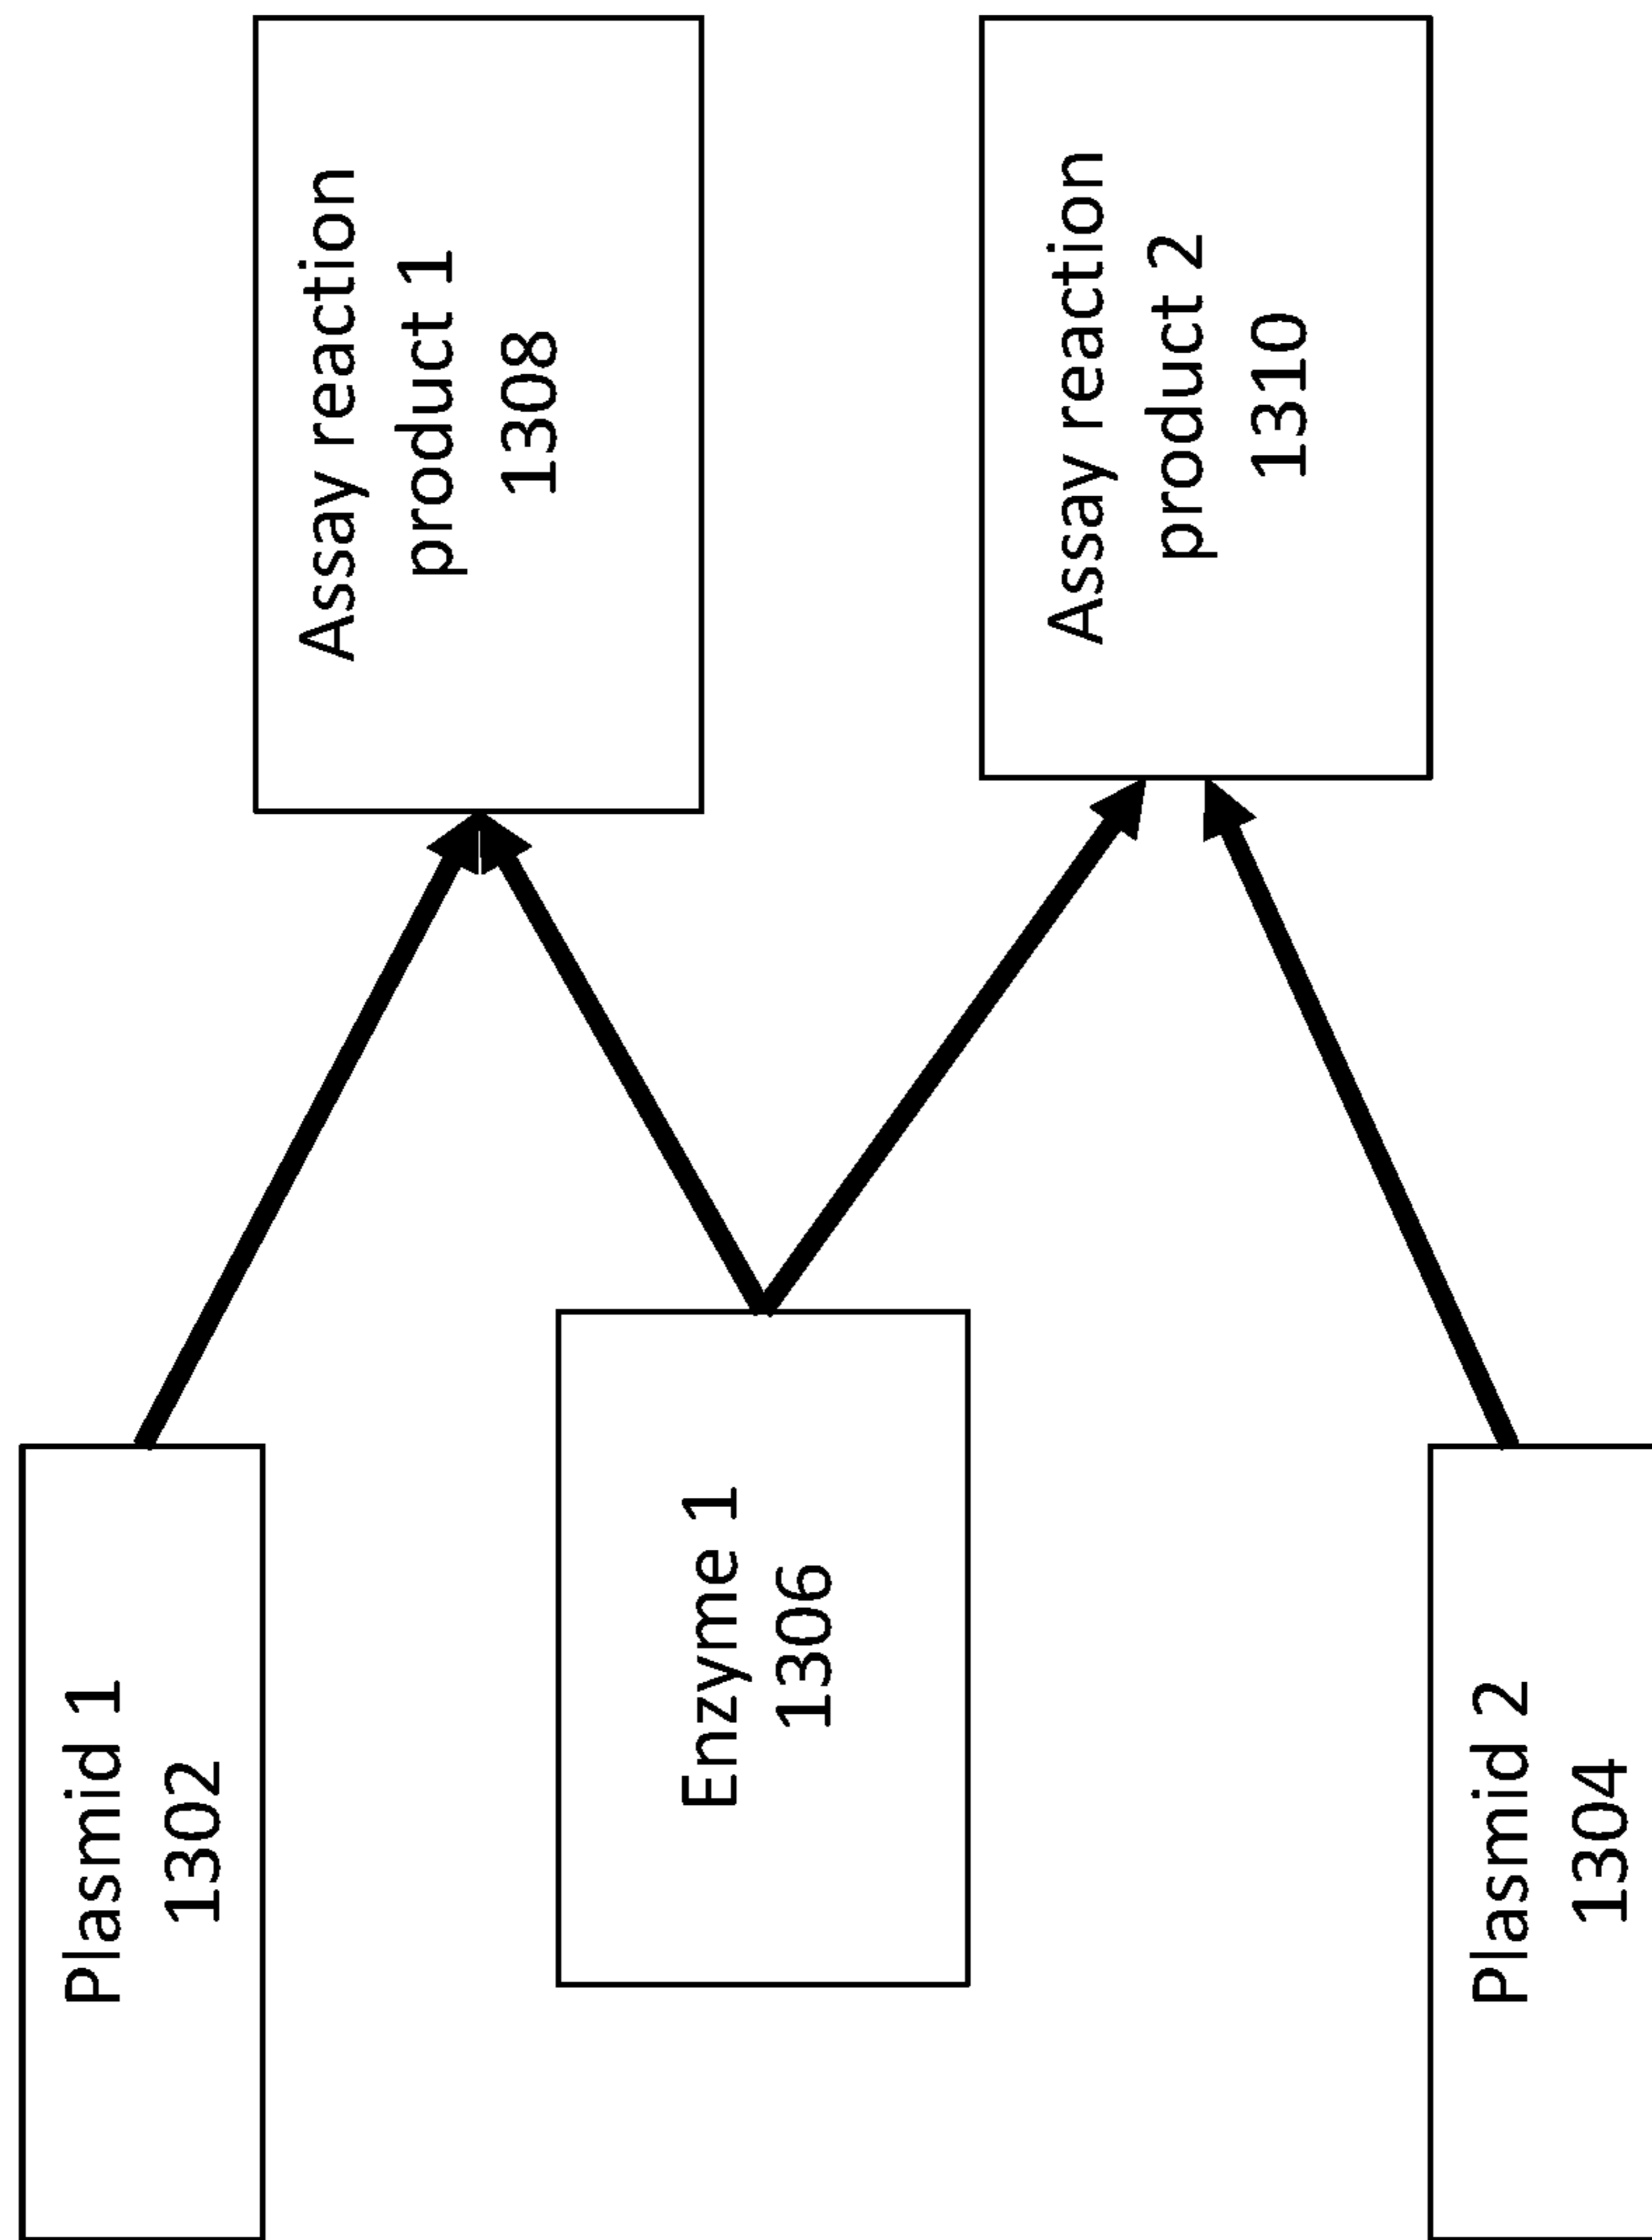 Plasmid 1
1302
Enzyme 1
1306
Plasmid 2
1304
Assay reaction
product 1
1308
Assay reaction
product 2
1310